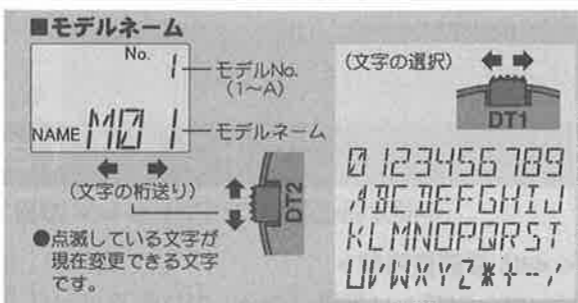 ■モデルネーム
No.
1
モデルNo.
(1〜A)
NAME M01
モデルネーム
(文字の桁送り)
DT2
●点滅している文字が
現在変更できる文字
です。
(文字の選択)
DT1
0123456789
ABCDEFGHIJ
KLMNOPQRST
UVWXYZ*+-/